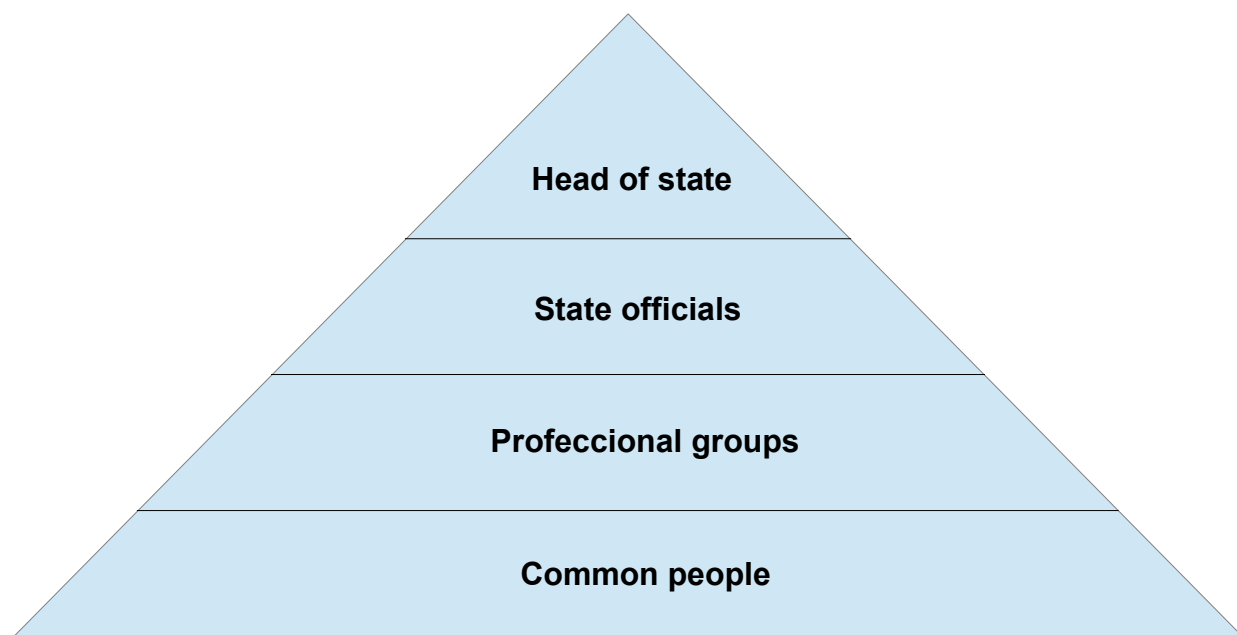 Head of state
State officials
Profeccional groups
Common people